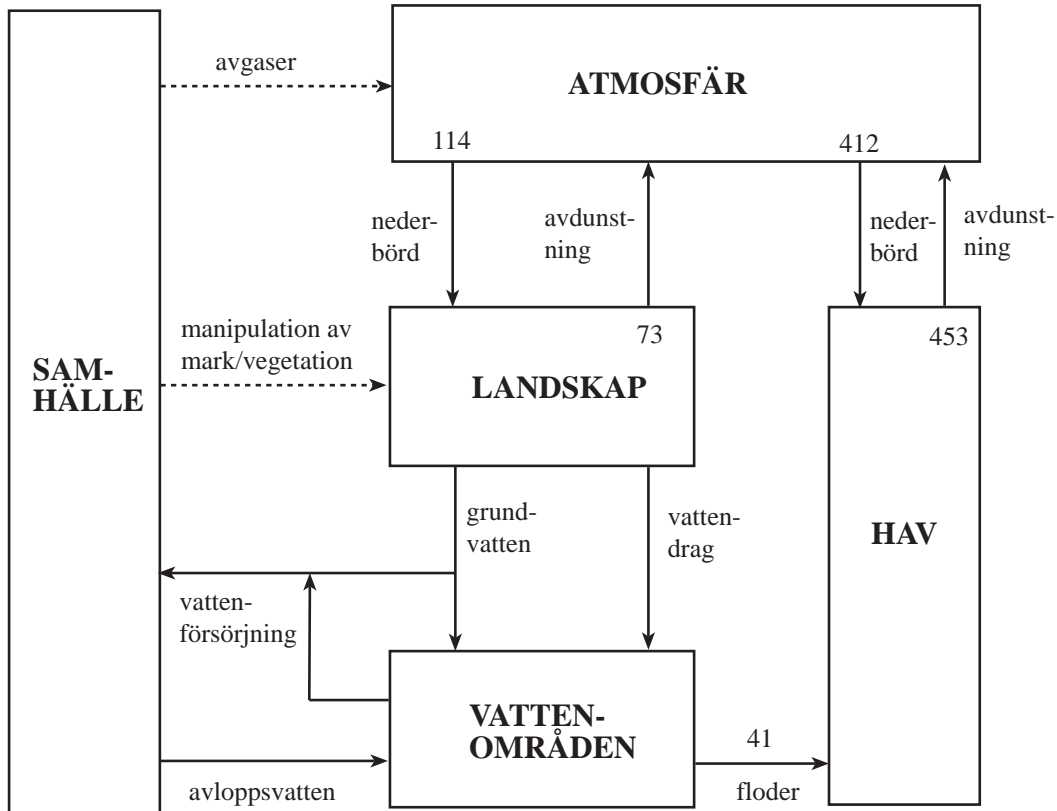 avgaser
ATMOSFÄR
114
412
neder-
börd
avdunst-
ning
neder-
börd
avdunst-
ning
manipulation av
mark/vegetation
73
453
SAM-
HÄLLE
LANDSKAP
grund-
vatten
vatten-
drag
HAV
vatten-
försörjning
VATTEN-
OMRÅDEN
41
avloppsvatten
floder